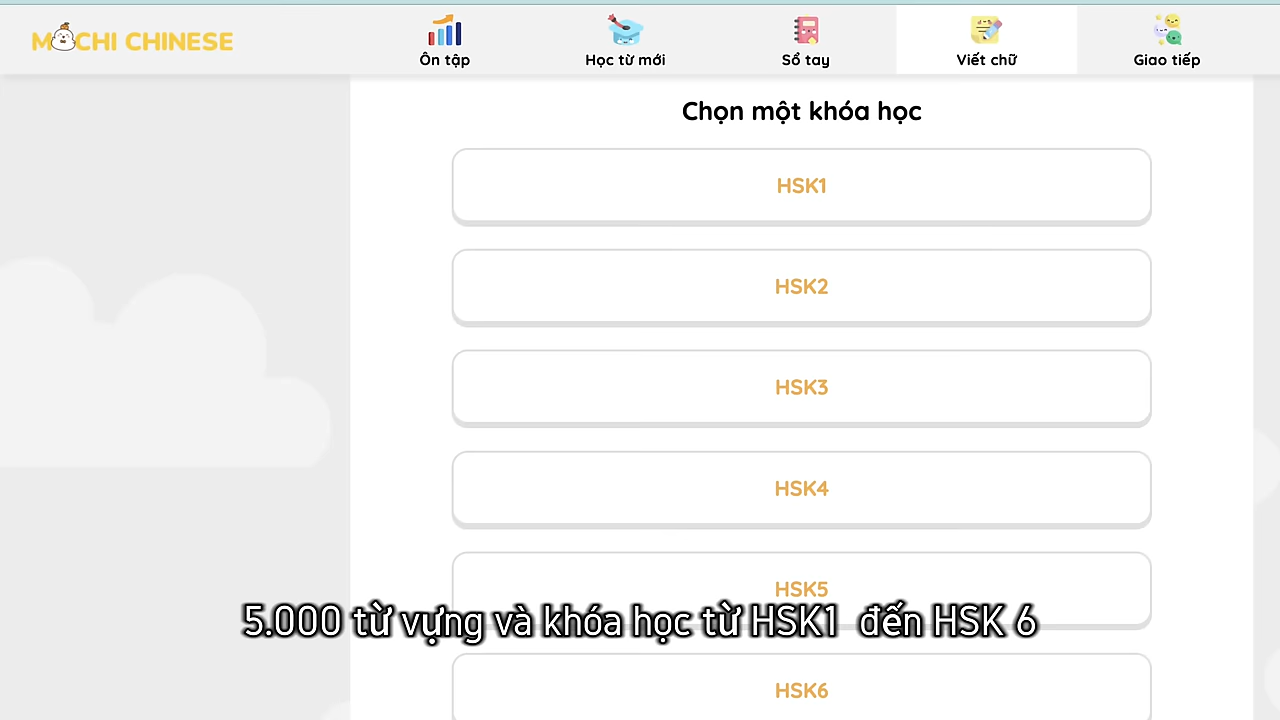 MOCHI CHINESE
Ôn tập
Học từ mới
Sổ tay
Viết chữ
Giao tiếp
Chọn một khóa học
HSK1
HSK2
HSK3
HSK4
HSK5
5.000 từ vựng và khóa học từ HSK1 đến HSK 6
HSK6